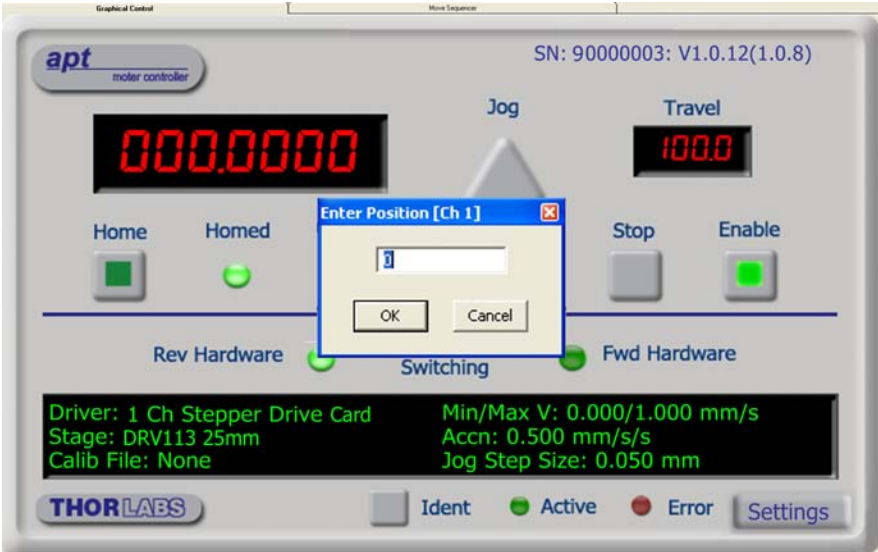 Graphical Control
Move Sequencer
apt
moter controller
SN: 90000003: V1.0.12(1.0.8)
Jog
Travel
000.0000
100.0
Enter Position [Ch 1]
0
OK
Cancel
Home
Homed
Stop
Enable
Rev Hardware
Switching
Fwd Hardware
Driver: 1 Ch Stepper Drive Card
Stage: DRV113 25mm
Calib File: None
Min/Max V: 0.000/1.000 mm/s
Accn: 0.500 mm/s/s
Jog Step Size: 0.050 mm
THORLABS
Ident
Active
Error
Settings